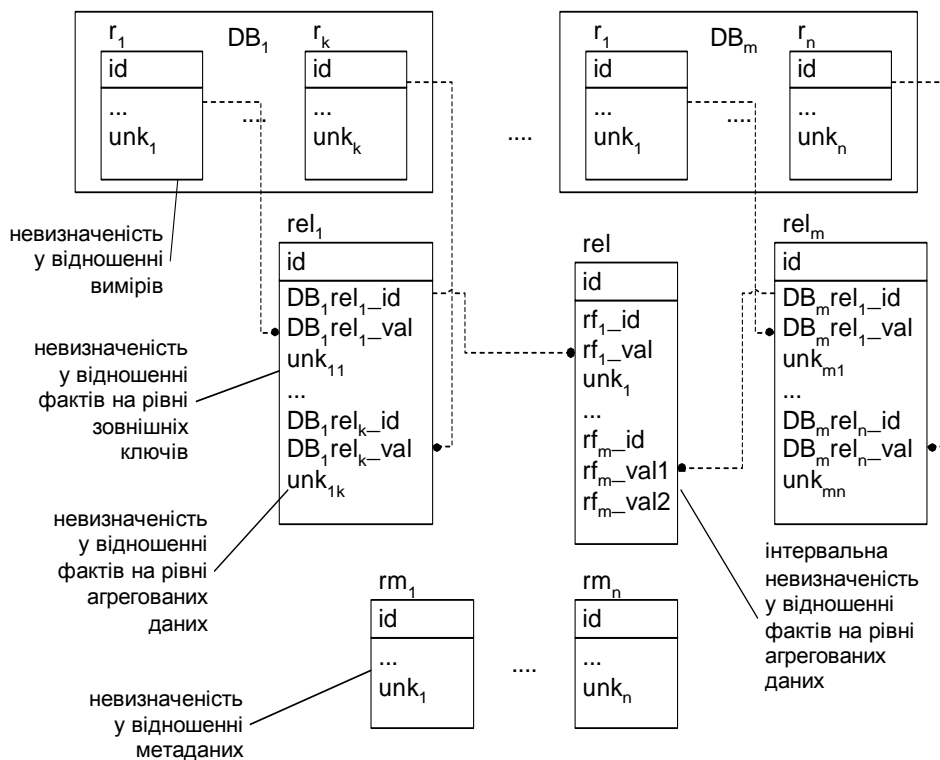 r₁ DB₁ rₖ
id
id
...
unk₁
....
...
unkₖ
....
r₁ DBₘ rₙ
id
id
...
unk₁
....
...
unkₙ
невизначеність
у відношенні
вимірів
rel₁
id
DB₁rel₁_id
DB₁rel₁_val
unk₁₁
...
DB₁relₖ_id
DB₁relₖ_val
unk₁ₖ
rel
id
rf₁_id
rf₁_val
unk₁
...
rfₘ_id
rfₘ_val1
rfₘ_val2
relₘ
id
DBₘrel₁_id
DBₘrel₁_val
unkₘ₁
...
DBₘrelₙ_id
DBₘrelₙ_val
unkₘₙ
невизначеність
у відношенні
фактів на рівні
зовнішніх
ключів
невизначеність
у відношенні
фактів на рівні
агрегованих
даних
інтервальна
невизначеність
у відношенні
фактів на рівні
агрегованих
даних
rm₁
id
...
unk₁
....
rmₙ
id
...
unkₙ
невизначеність
у відношенні
метаданих